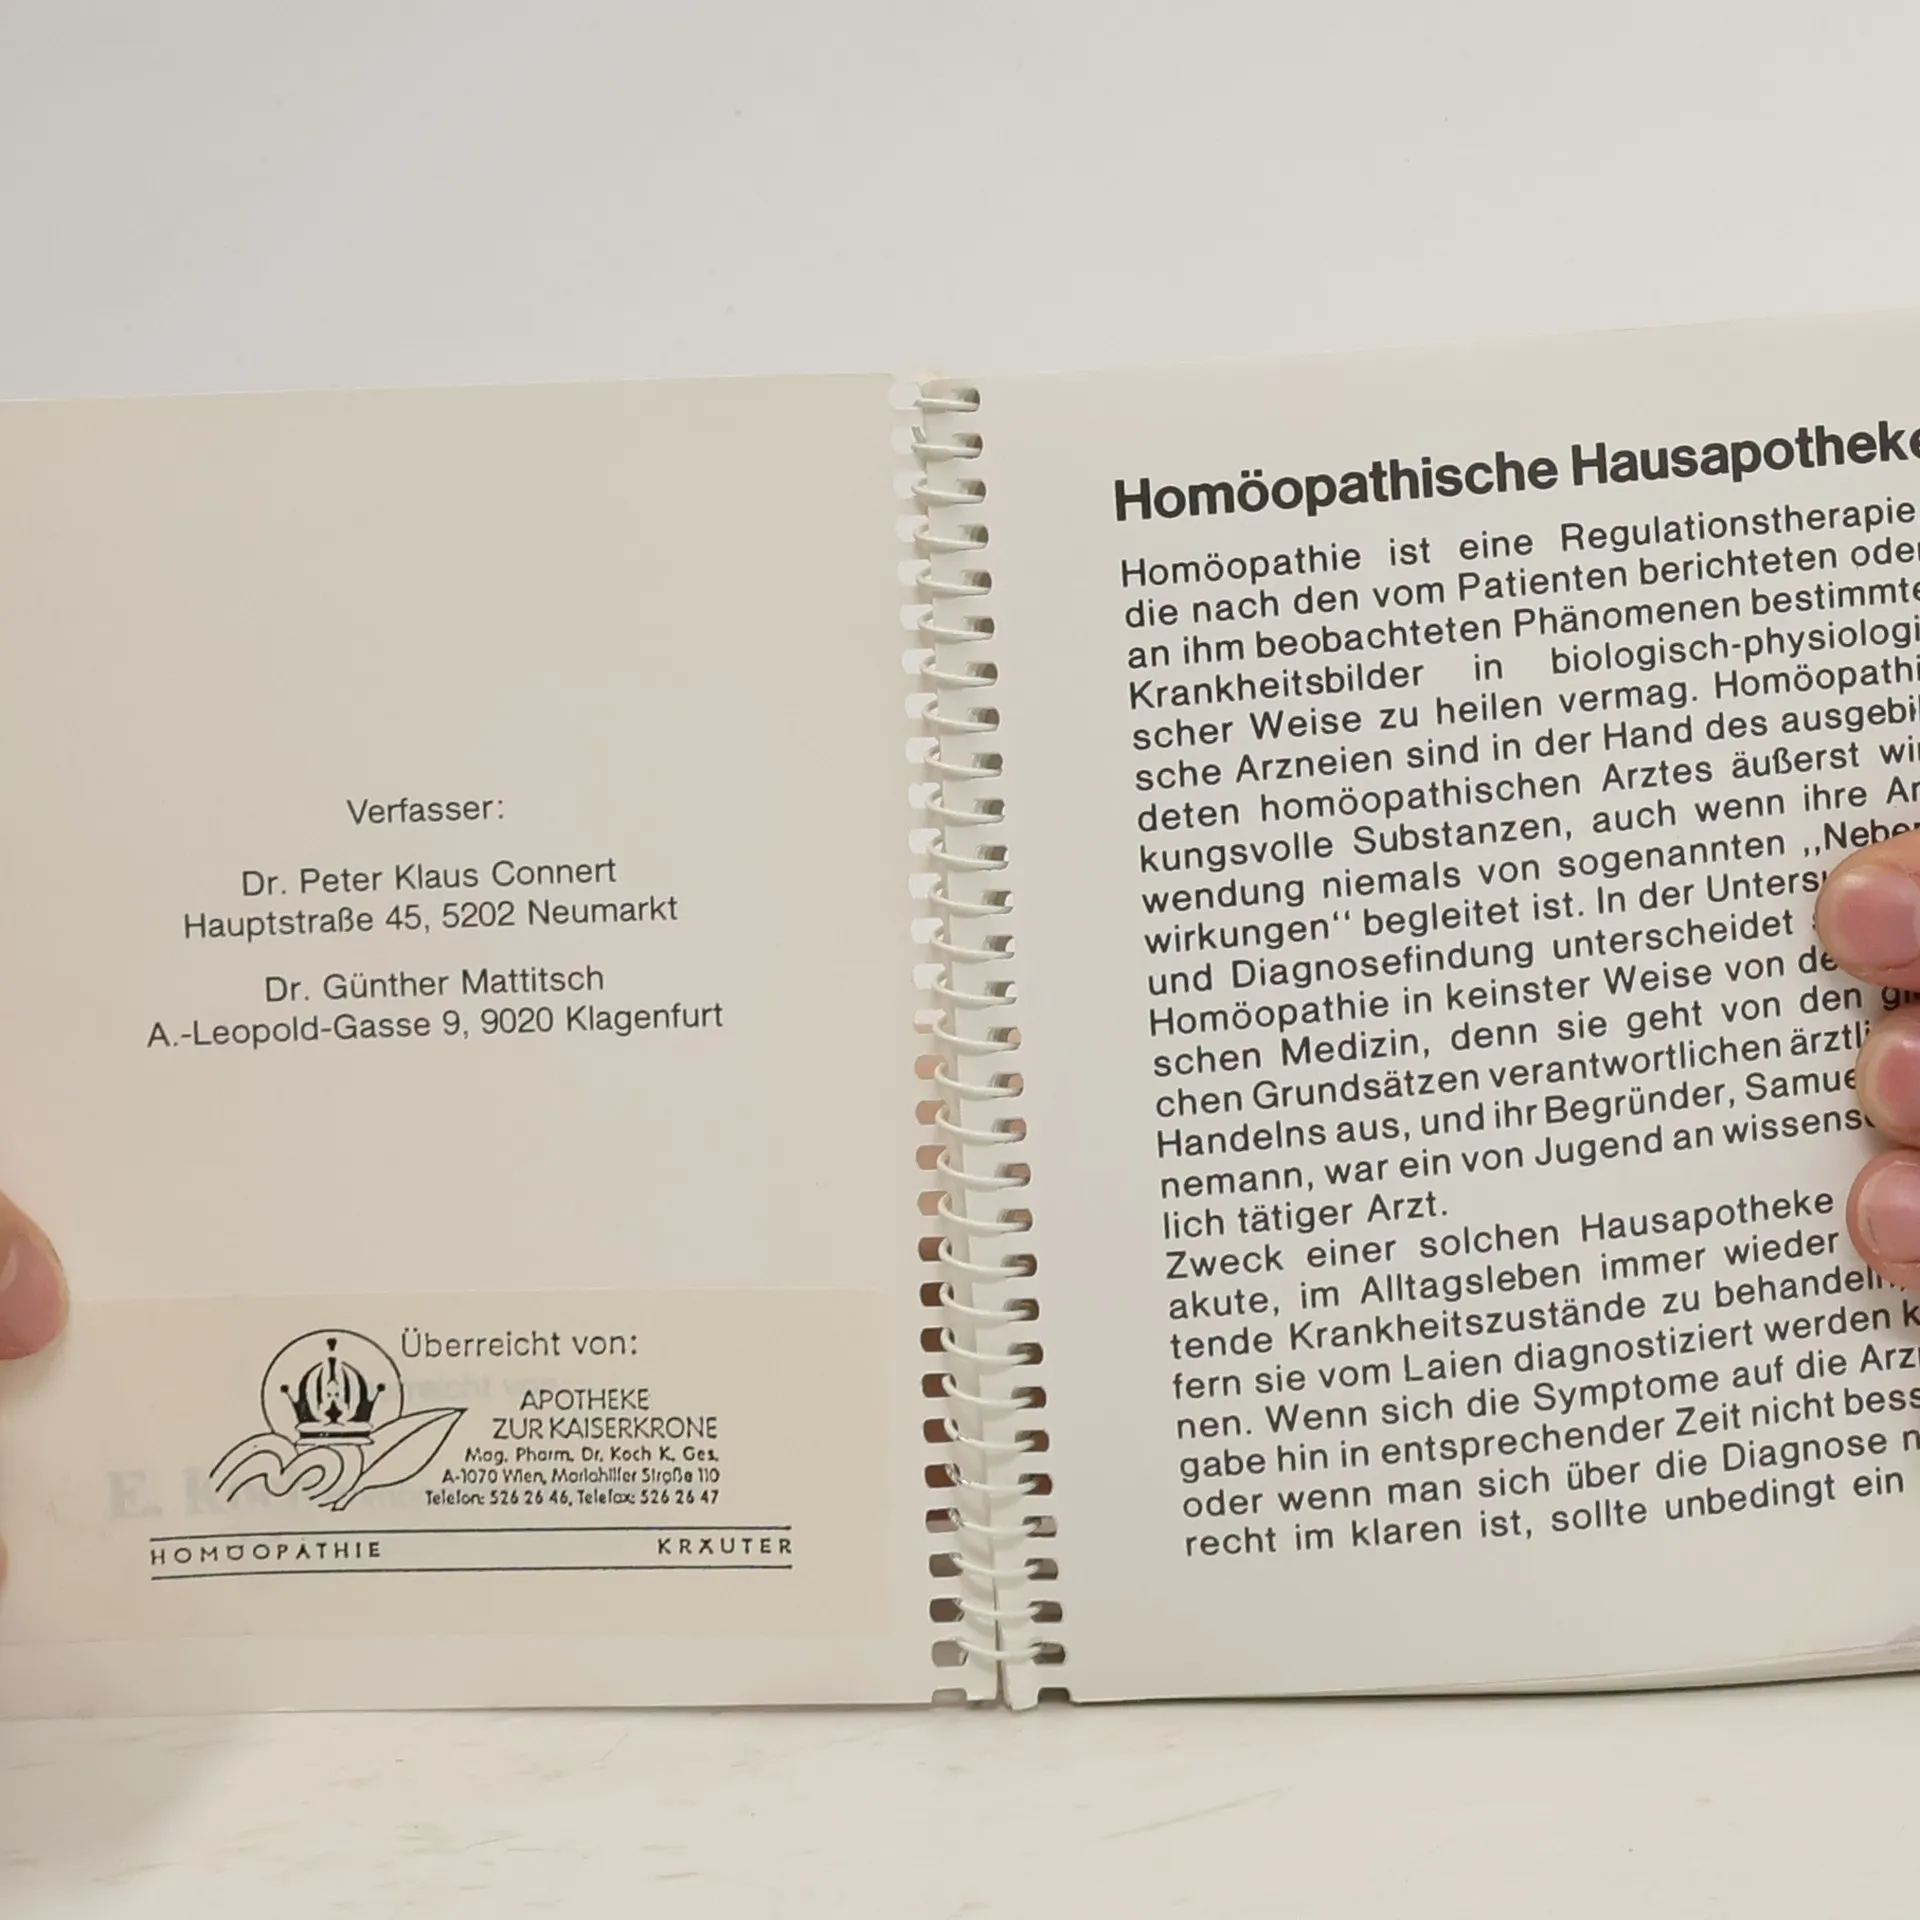 Verfasser:
Dr. Peter Klaus Connert
Hauptstraße 45, 5202 Neumarkt
Dr. Günther Mattitsch
A.-Leopold-Gasse 9, 9020 Klagenfurt
Überreicht von:
APOTHEKE
ZUR KAISERKRONE
Mag. Pharm. Dr. Koch K. Ges.
A-1070 Wien, Mariahilfer Straße 110
Telefon: 526 26 46, Telefax: 526 26 47
HOMÖOPATHIE KRÄUTER
Homöopathische Hausapotheke
Homöopathie ist eine Regulationstherapie
die nach den vom Patienten berichteten oder
an ihm beobachteten Phänomenen bestimmte
Krankheitsbilder in biologisch-physiologi
scher Weise zu heilen vermag. Homöopathi
sche Arzneien sind in der Hand des ausgebil
deten homöopathischen Arztes äußerst wir
kungsvolle Substanzen, auch wenn ihre An
wendung niemals von sogenannten ,,Neben
wirkungen“ begleitet ist. In der Unters
und Diagnosefindung unterscheidet
Homöopathie in keinster Weise von de
schen Medizin, denn sie geht von den
chen Grundsätzen verantwortlichen ärztli
Handelns aus, und ihr Begründer, Samue
nemann, war ein von Jugend an wissens
lich tätiger Arzt.
Zweck einer solchen Hausapotheke
akute, im Alltagsleben immer wieder
tende Krankheitszustände zu behandeln
fern sie vom Laien diagnostiziert werden k
nen. Wenn sich die Symptome auf die Arz
gabe hin in entsprechender Zeit nicht bess
oder wenn man sich über die Diagnose n
recht im klaren ist, sollte unbedingt ein